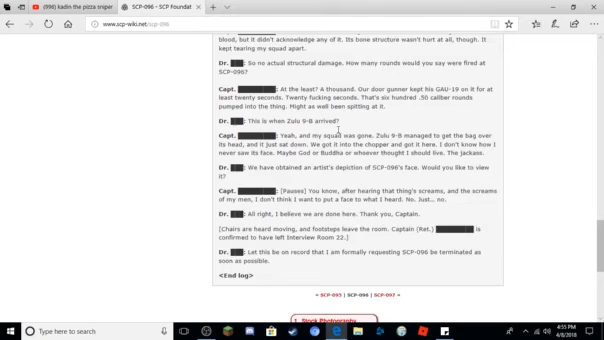 (996) kadin the pizza sniper
SCP-096 - SCP Foundat
www.scp-wiki.net/scp-096
blood, but it didn't acknowledge any of it. Its bone structure wasn't hurt at all, though. It
kept tearing my squad apart.
Dr. ███: So no actual structural damage. How many rounds would you say were fired at
SCP-096?
Capt. ████████: At the least? A thousand. Our door gunner kept his GAU-19 on it for at
least twenty seconds. Twenty fucking seconds. That's six hundred .50 caliber rounds
pumped into the thing. Might as well been spitting at it.
Dr. ███: This is when Zulu 9-B arrived?
Capt. ████████: Yeah, and my squad was gone. Zulu 9-B managed to get the bag over
its head, and it just sat down. We got it into the chopper and got it here. I don't know how I
never saw its face. Maybe God or Buddha or whoever thought I should live. The jackass.
Dr. ███: We have obtained an artist's depiction of SCP-096's face. Would you like to view
it?
Capt. ████████: [Pauses] You know, after hearing that thing's screams, and the screams
of my men, I don't think I want to put a face to what I heard. No. Just... no.
Dr. ███: All right, I believe we are done here. Thank you, Captain.
[Chairs are heard moving, and footsteps leave the room. Captain (Ret.) ████████ is
confirmed to have left Interview Room 22.]
Dr. ███: Let this be on record that I am formally requesting SCP-096 be terminated as
soon as possible.
<End log>
« SCP-095 | SCP-096 | SCP-097 »
1. Stock Photography
Type here to search
4:55 PM
4/8/2018